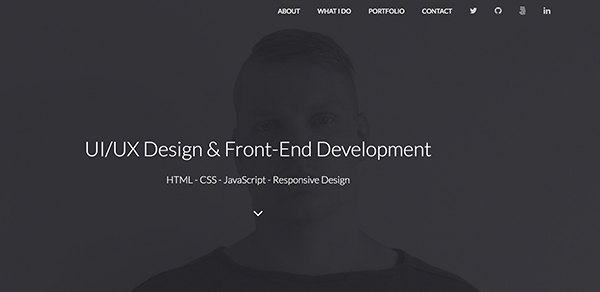 ABOUT WHAT I DO PORTFOLIO CONTACT
UI/UX Design & Front-End Development
HTML - CSS - JavaScript - Responsive Design